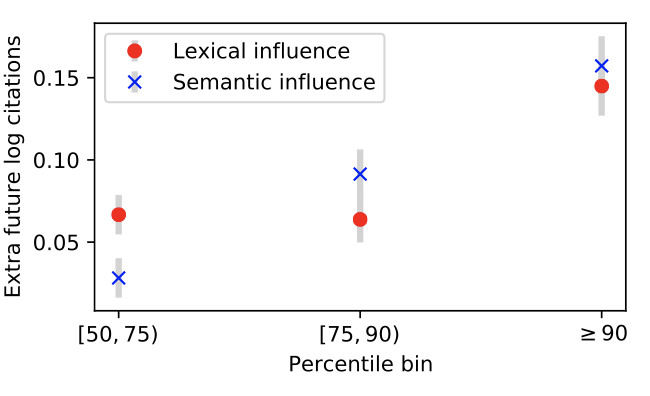 Extra future log citations
Lexical influence
Semantic influence
0.15
0.10
0.05
[50, 75)
[75, 90)
≥ 90
Percentile bin